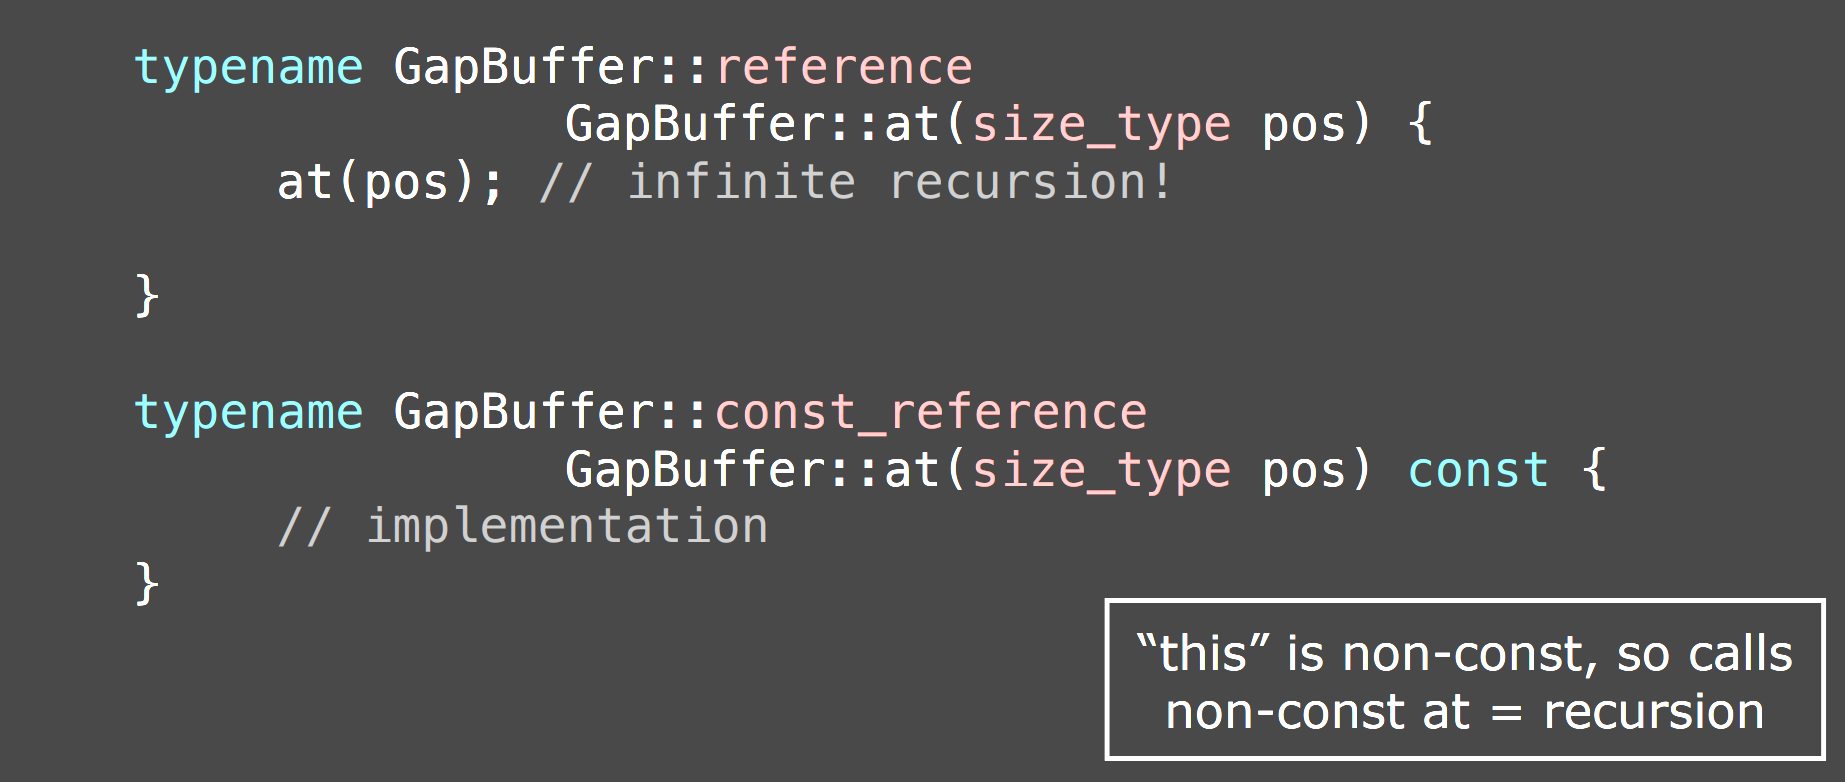 typename GapBuffer::reference
GapBuffer::at(size_type pos) {
at(pos); // infinite recursion!
}
typename GapBuffer::const_reference
GapBuffer::at(size_type pos) const {
// implementation
}
“this” is non-const, so calls
non-const at = recursion